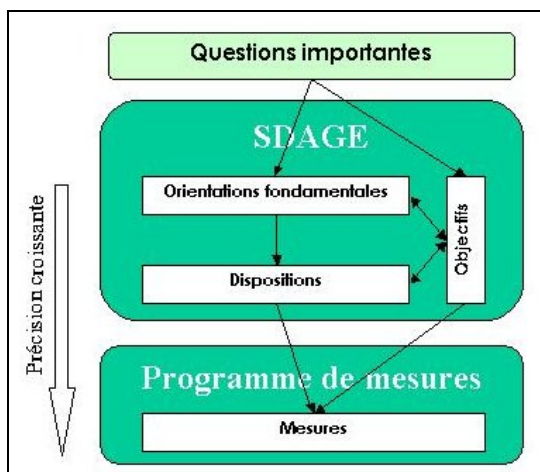 Questions importantes
SDAGE
Orientations fondamentales
Objectifs
Dispositions
Précision croissante
Programme de mesures
Mesures